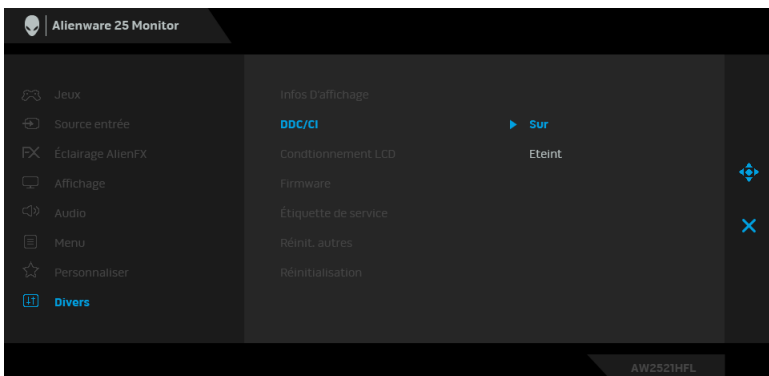 Alienware 25 Monitor
Jeux
Source entrée
Éclairage AlienFX
Affichage
Audio
Menu
Personnaliser
Divers
Infos D'affichage
DDC/CI
Condtionnement LCD
Firmware
Étiquette de service
Réinit. autres
Réinitialisation
Sur
Eteint
AW2521HFL